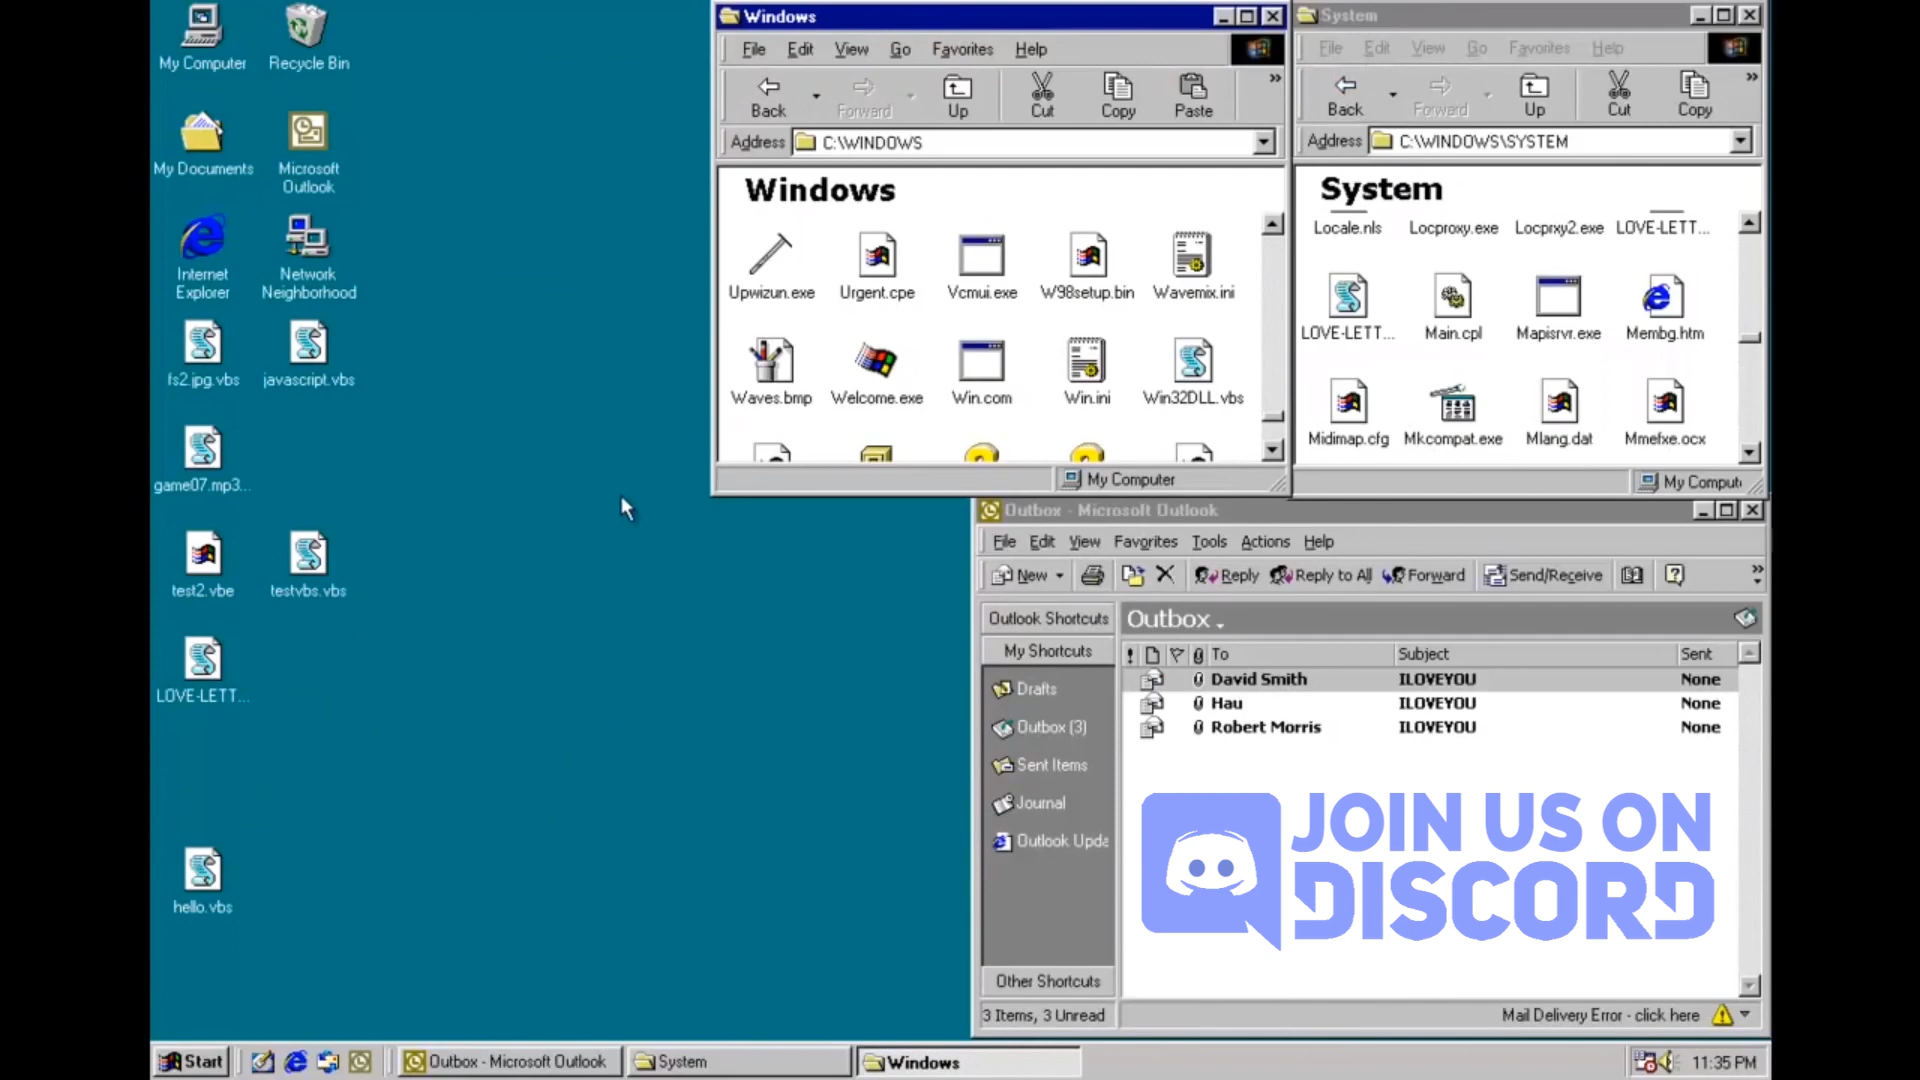 My Computer
Recycle Bin
My Documents
Microsoft
Outlook
Internet
Explorer
Network
Neighborhood
fs2.jpg.vbs
javascript.vbs
game07.mp3...
test2.vbe
testvbs.vbs
LOVE-LETT...
hello.vbs
Windows
File Edit View Go Favorites Help
Back Forward Up Cut Copy Paste »
Address C:\WINDOWS
Windows
Upwizun.exe Urgent.cpe Vcmui.exe W98setup.bin Wavemix.ini
Waves.bmp Welcome.exe Win.com Win.ini Win32DLL.vbs
My Computer
System
File Edit View Go Favorites Help
Back Forward Up Cut Copy »
Address C:\WINDOWS\SYSTEM
System
Locale.nls Locproxy.exe Locprxy2.exe LOVE-LETT...
LOVE-LETT... Main.cpl Mapisrvr.exe Membg.htm
Midimap.cfg Mkcompat.exe Mlang.dat Mmefxe.ocx
My Comput
Outbox - Microsoft Outlook
File Edit View Favorites Tools Actions Help
New Reply Reply to All Forward Send/Receive »
Outlook Shortcuts
My Shortcuts
Drafts
Outbox (3)
Sent Items
Journal
Outlook Upda
Other Shortcuts
Outbox
! To Subject Sent
David Smith ILOVEYOU None
Hau ILOVEYOU None
Robert Morris ILOVEYOU None
JOIN US ON
DISCORD
3 Items, 3 Unread
Mail Delivery Error - click here
Start
Outbox - Microsoft Outlook
System
Windows
11:35 PM